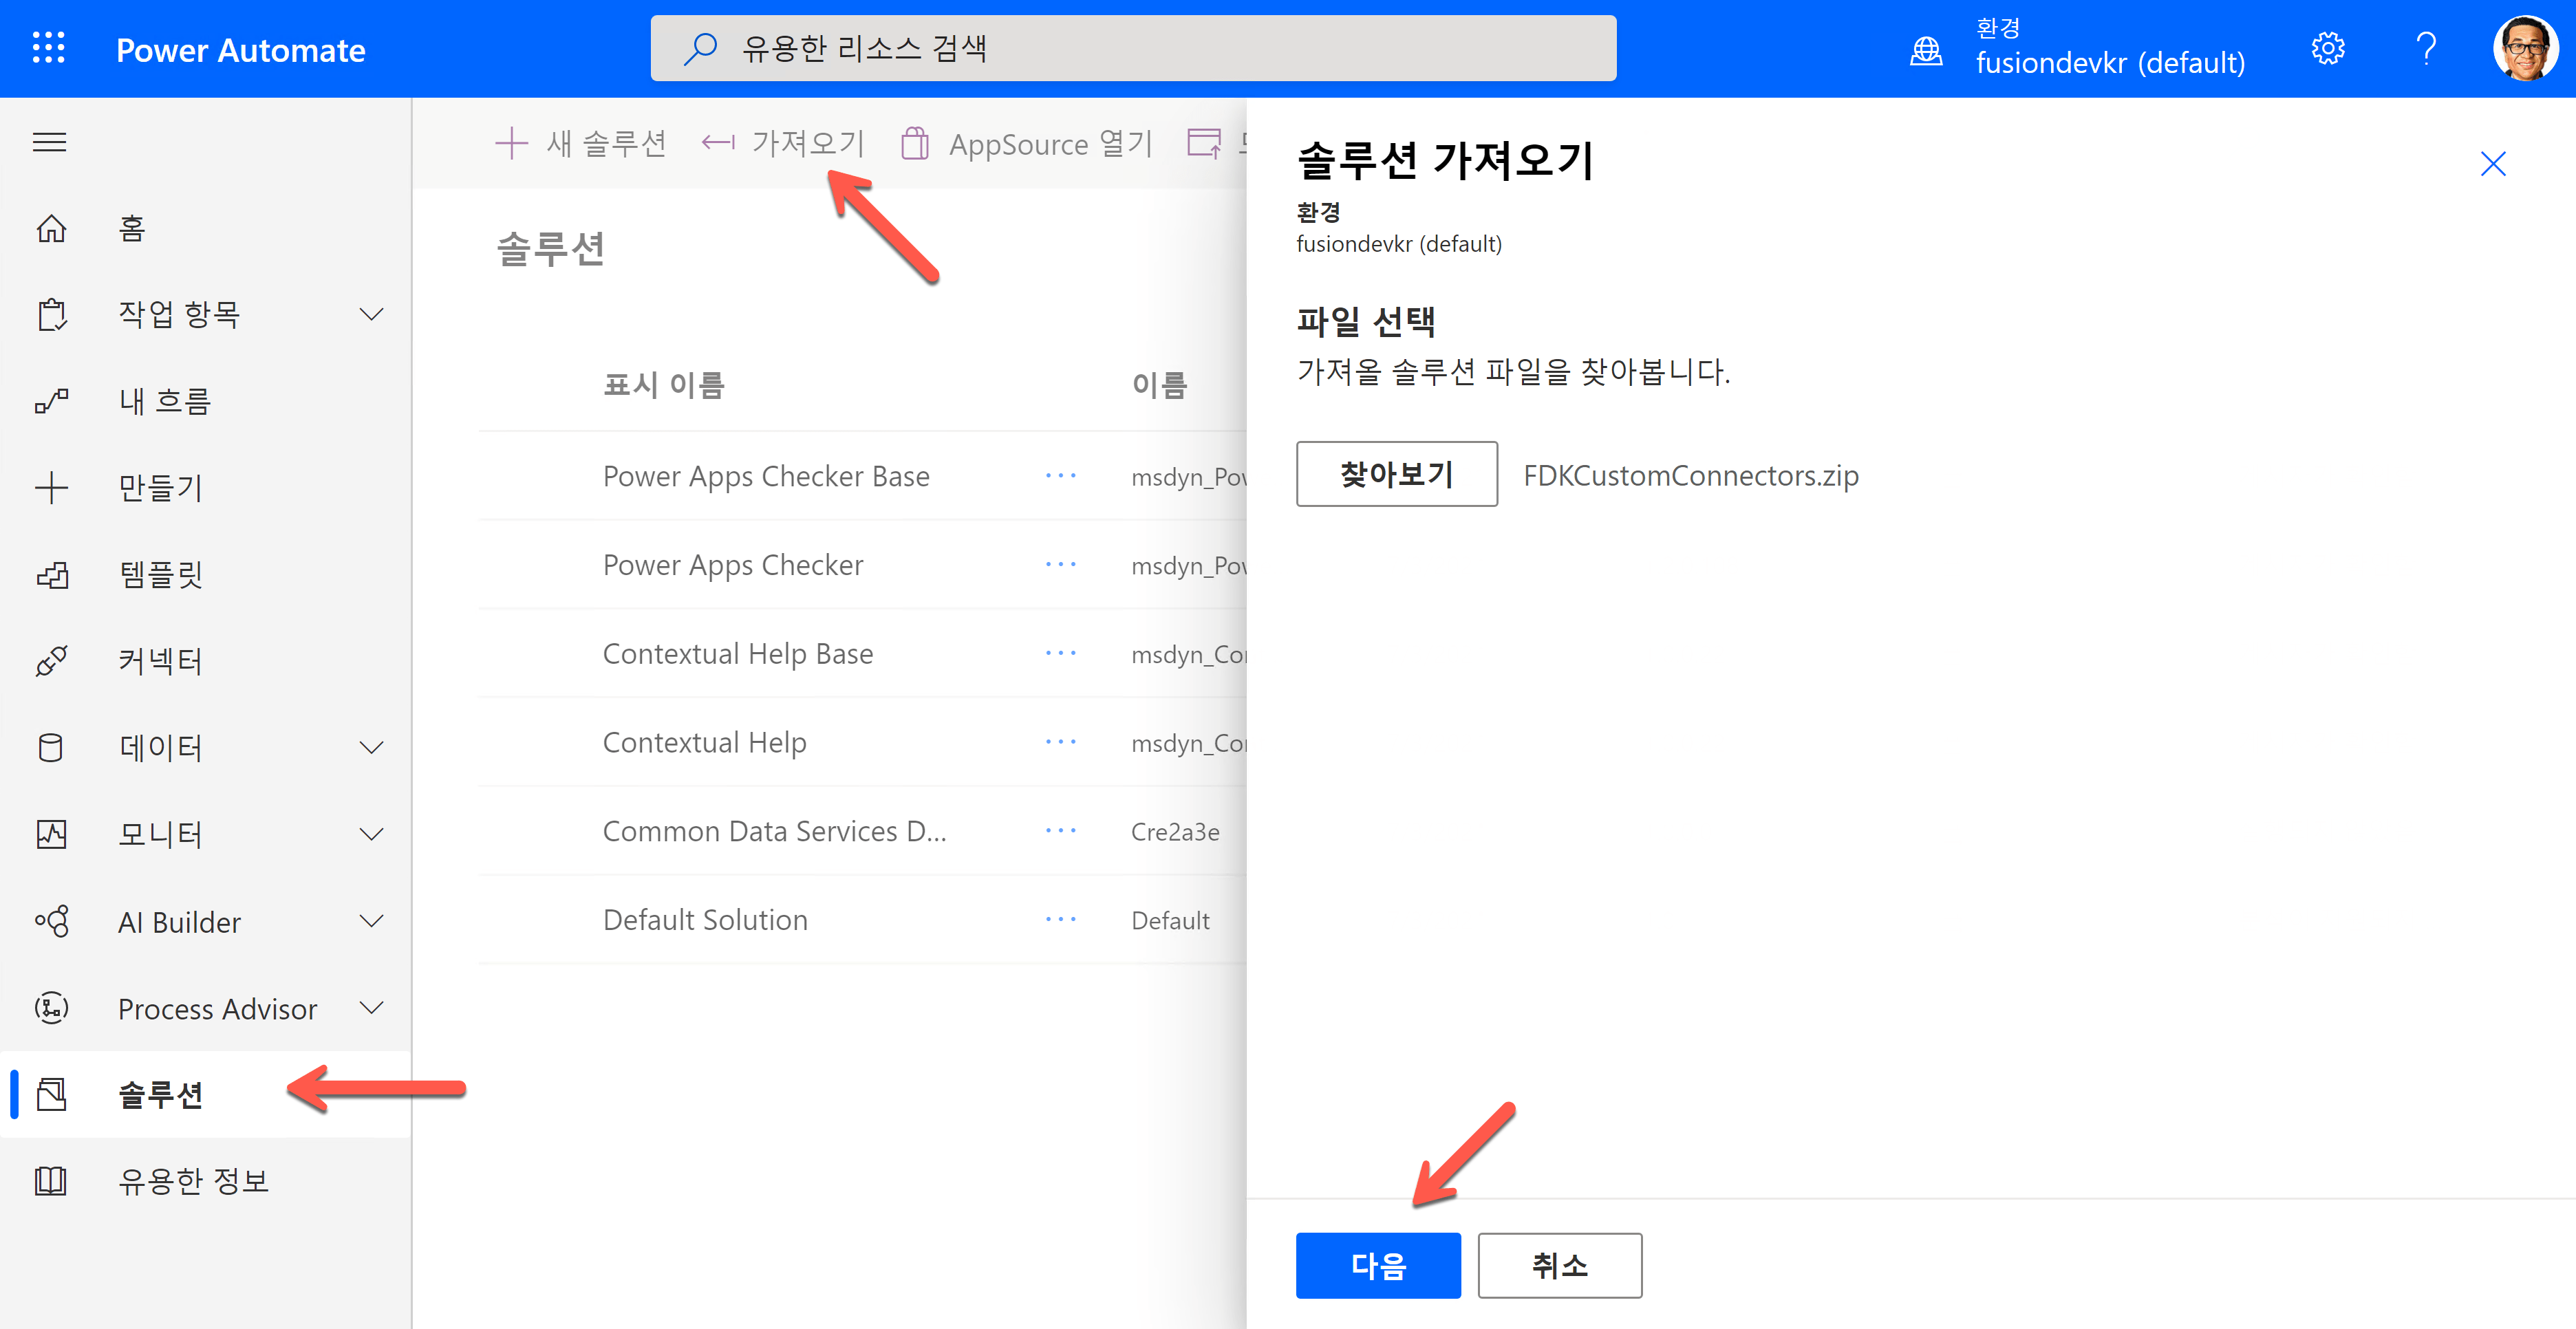 Power Automate
유용한 리소스 검색
환경
fusiondevkr (default)
홈
작업 항목
내 흐름
만들기
템플릿
커넥터
데이터
모니터
AI Builder
Process Advisor
솔루션
유용한 정보
새 솔루션 가져오기 AppSource 열기
솔루션
표시 이름 이름
Power Apps Checker Base ··· msdyn_Pow
Power Apps Checker ··· msdyn_Pow
Contextual Help Base ··· msdyn_Con
Contextual Help ··· msdyn_Con
Common Data Services D... ··· Cre2a3e
Default Solution ··· Default
솔루션 가져오기
환경
fusiondevkr (default)
파일 선택
가져올 솔루션 파일을 찾아봅니다.
찾아보기 FDKCustomConnectors.zip
다음 취소